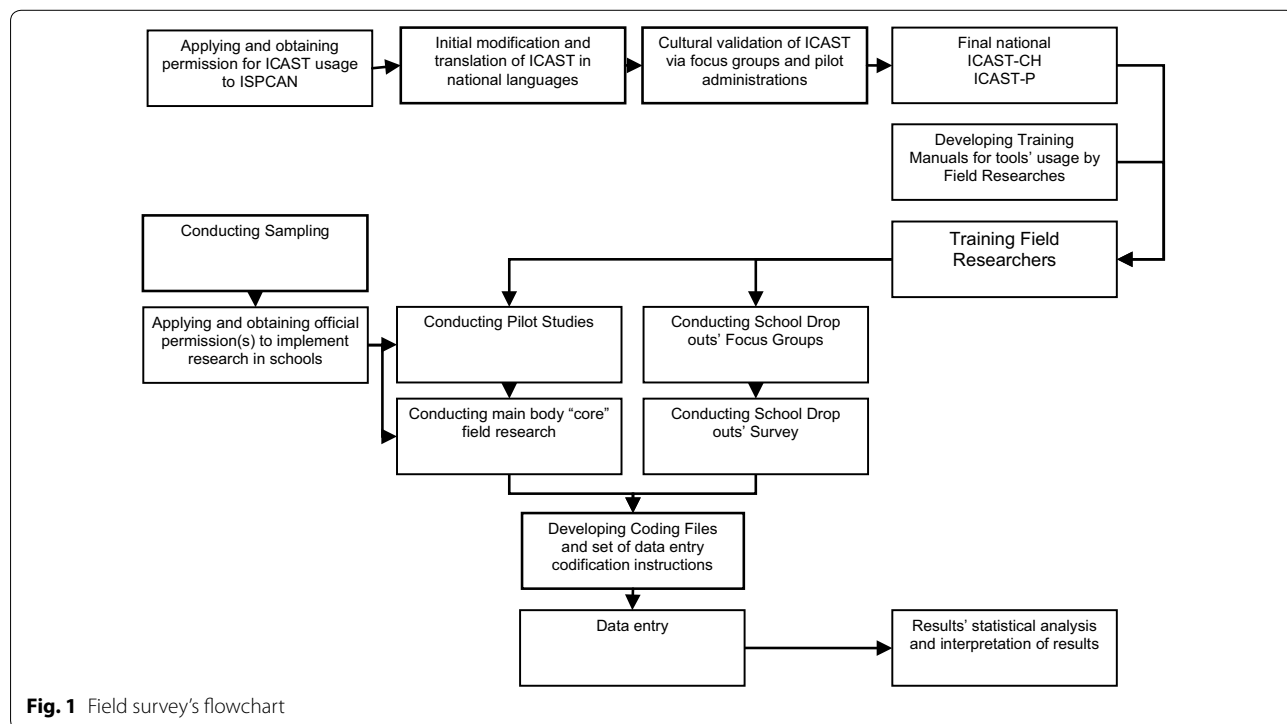 Applying and obtaining
permission for ICAST usage
to ISPCAN
Initial modification and
translation of ICAST in
national languages
Cultural validation of ICAST
via focus groups and pilot
administrations
Final national
ICAST-CH
ICAST-P
Developing Training
Manuals for tools' usage by
Field Researches
Conducting Sampling
Training Field
Researchers
Applying and obtaining official
permission(s) to implement
research in schools
Conducting Pilot Studies
Conducting School Drop
outs' Focus Groups
Conducting main body "core"
field research
Conducting School Drop
outs' Survey
Developing Coding Files
and set of data entry
codification instructions
Data entry
Results' statistical analysis
and interpretation of results
Fig. 1 Field survey's flowchart